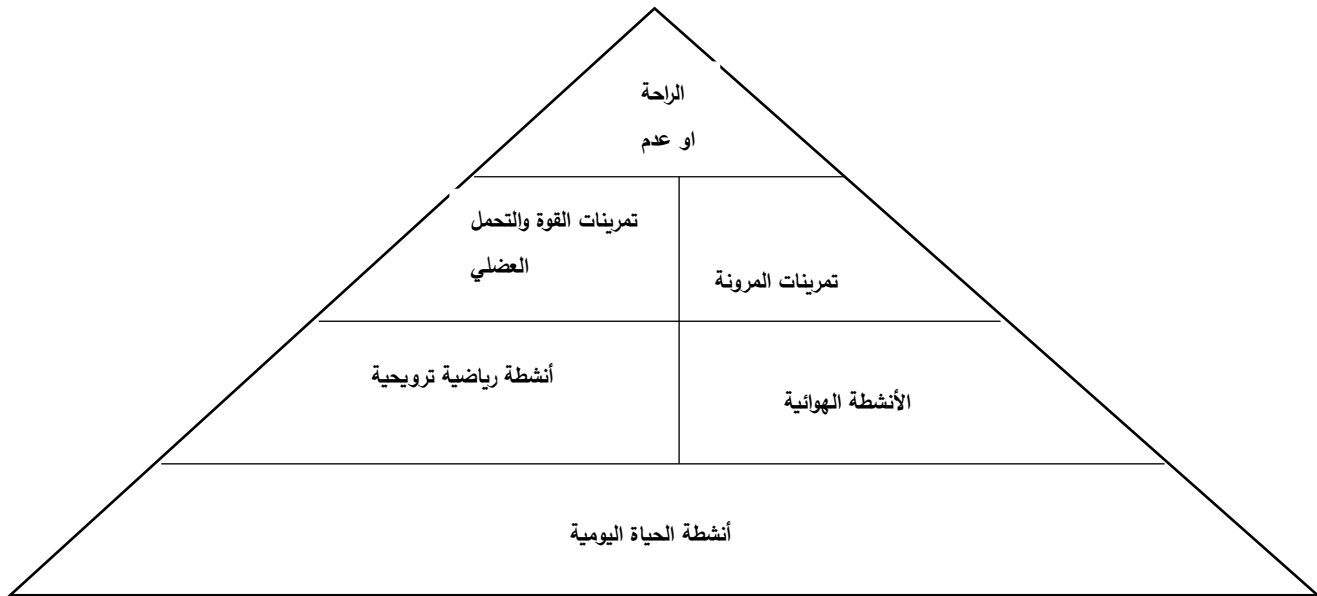 الراحة
او عدم
تمرينات القوة والتحمل
العضلي
تمرينات المرونة
أنشطة رياضية ترويحية
الأنشطة الهوائية
أنشطة الحياة اليومية